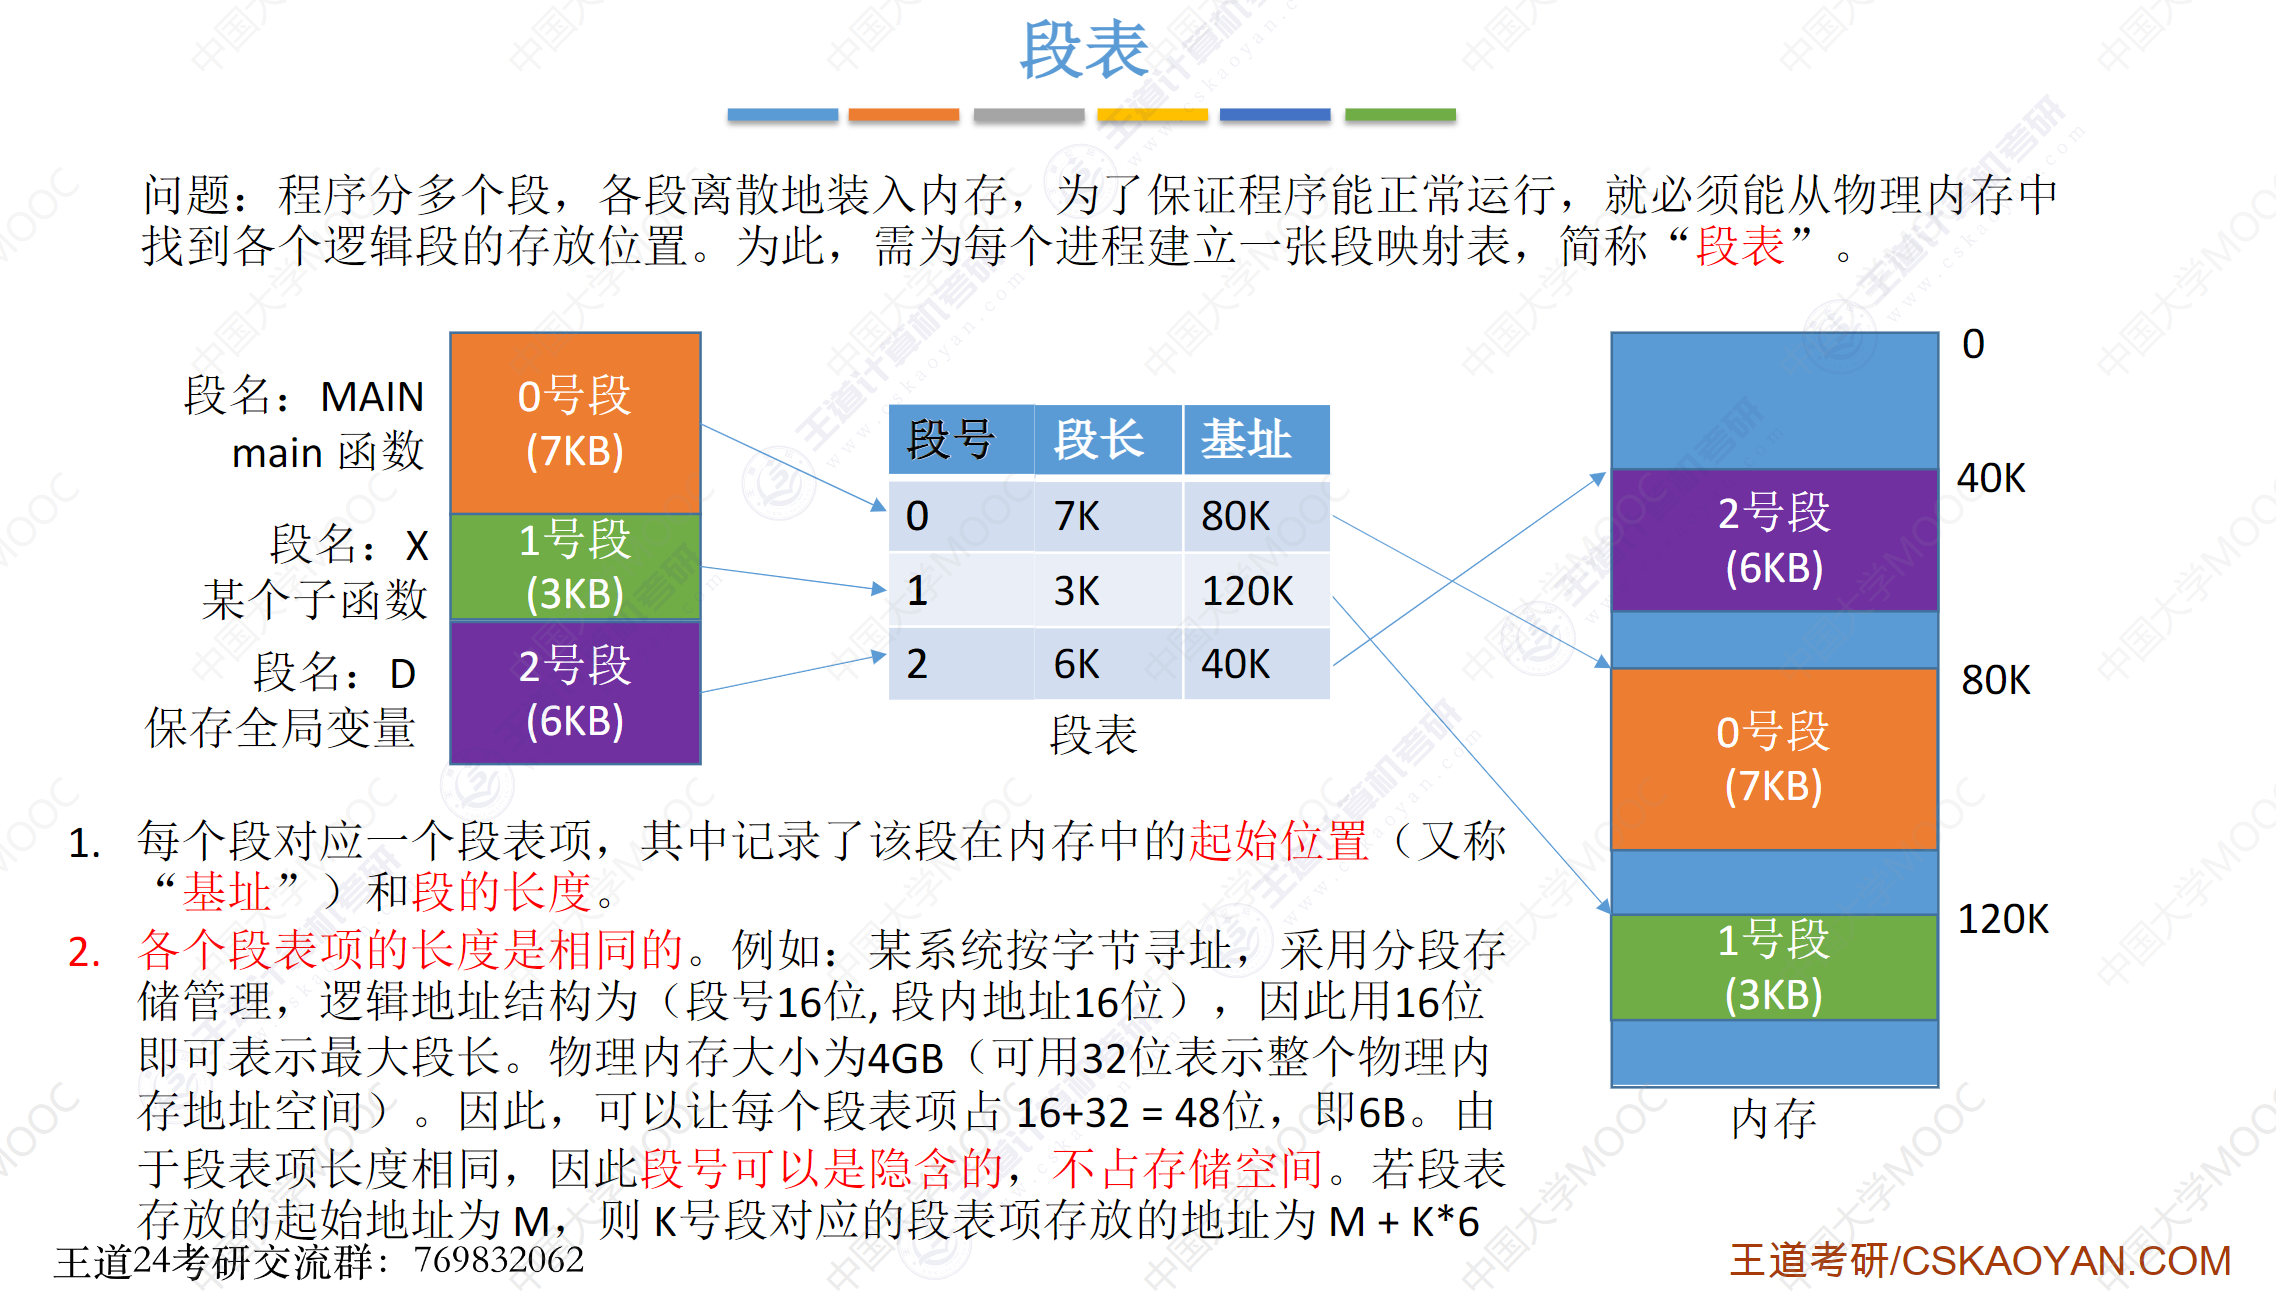 段表
问题：程序分多个段，各段离散地装入内存，为了保证程序能正常运行，就必须能从物理内存中
找到各个逻辑段的存放位置。为此，需为每个进程建立一张段映射表，简称“段表”。
段名：MAIN
main 函数
段名：X
某个子函数
段名：D
保存全局变量
0号段
(7KB)
1号段
(3KB)
2号段
(6KB)
段号 段长 基址
0 7K 80K
1 3K 120K
2 6K 40K
段表
0
40K
2号段
(6KB)
80K
0号段
(7KB)
120K
1号段
(3KB)
内存
1. 每个段对应一个段表项，其中记录了该段在内存中的起始位置（又称
“基址”）和段的长度。
2. 各个段表项的长度是相同的。例如：某系统按字节寻址，采用分段存
储管理，逻辑地址结构为（段号16位, 段内地址16位），因此用16位
即可表示最大段长。物理内存大小为4GB（可用32位表示整个物理内
存地址空间）。因此，可以让每个段表项占 16+32 = 48位，即6B。由
于段表项长度相同，因此段号可以是隐含的，不占存储空间。若段表
存放的起始地址为 M，则 K号段对应的段表项存放的地址为 M + K*6
王道24考研交流群：769832062
王道考研/CSKAOYAN.COM
中国大学MOOC
王道计算机考研
www.cskaoyan.com